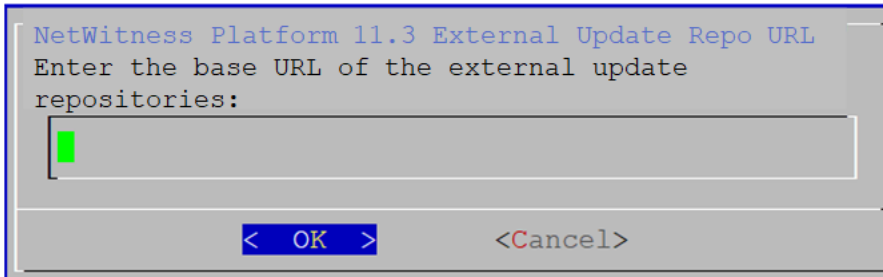 NetWitness Platform 11.3 External Update Repo URL
Enter the base URL of the external update
repositories:
< OK > <Cancel>